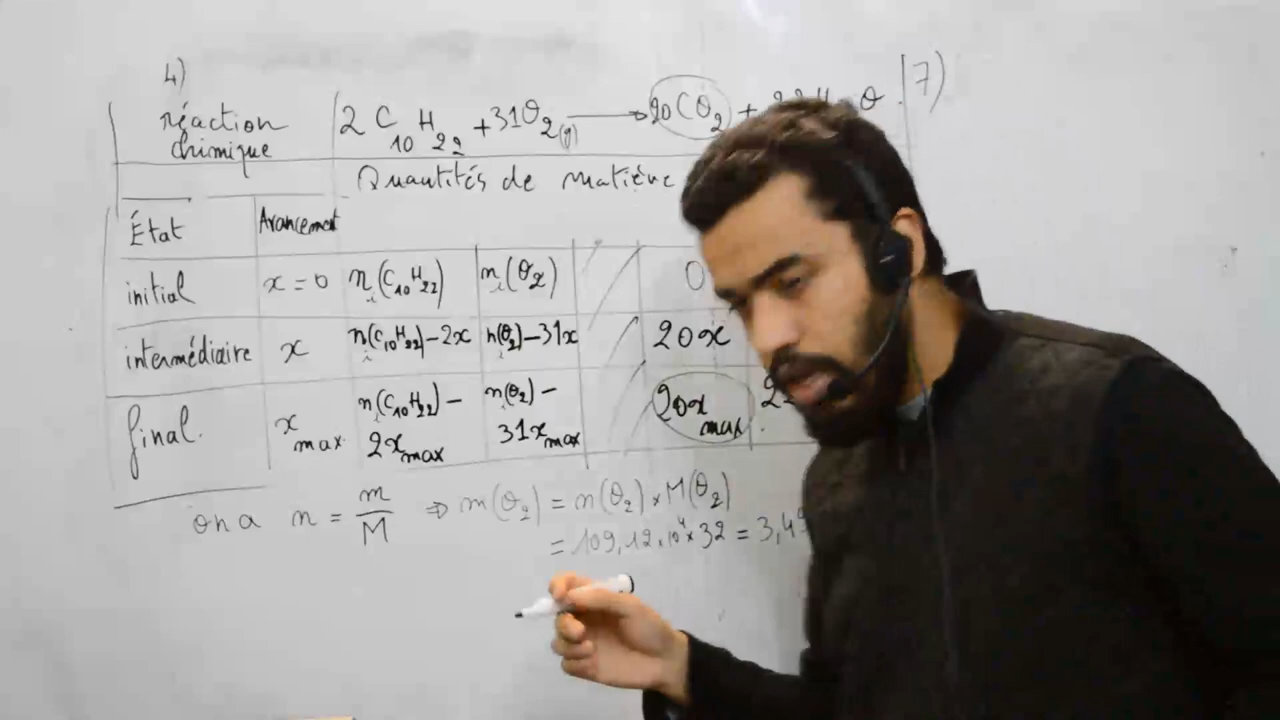 4)
réaction chimique 2 C10H22 + 31O2(g) → 20CO2 + 7)
Quantités de matière
État Avancement
initial x = 0 ni(C10H22) ni(O2) 0
intermédiaire x ni(C10H22)-2x ni(O2)-31x 20x
final. xmax ni(C10H22)- 2xmax ni(O2)- 31xmax 20xmax
on a n = m/M ⇒ m(O2) = n(O2) × M(O2)
= 109,12.10⁴ × 32 = 3,49